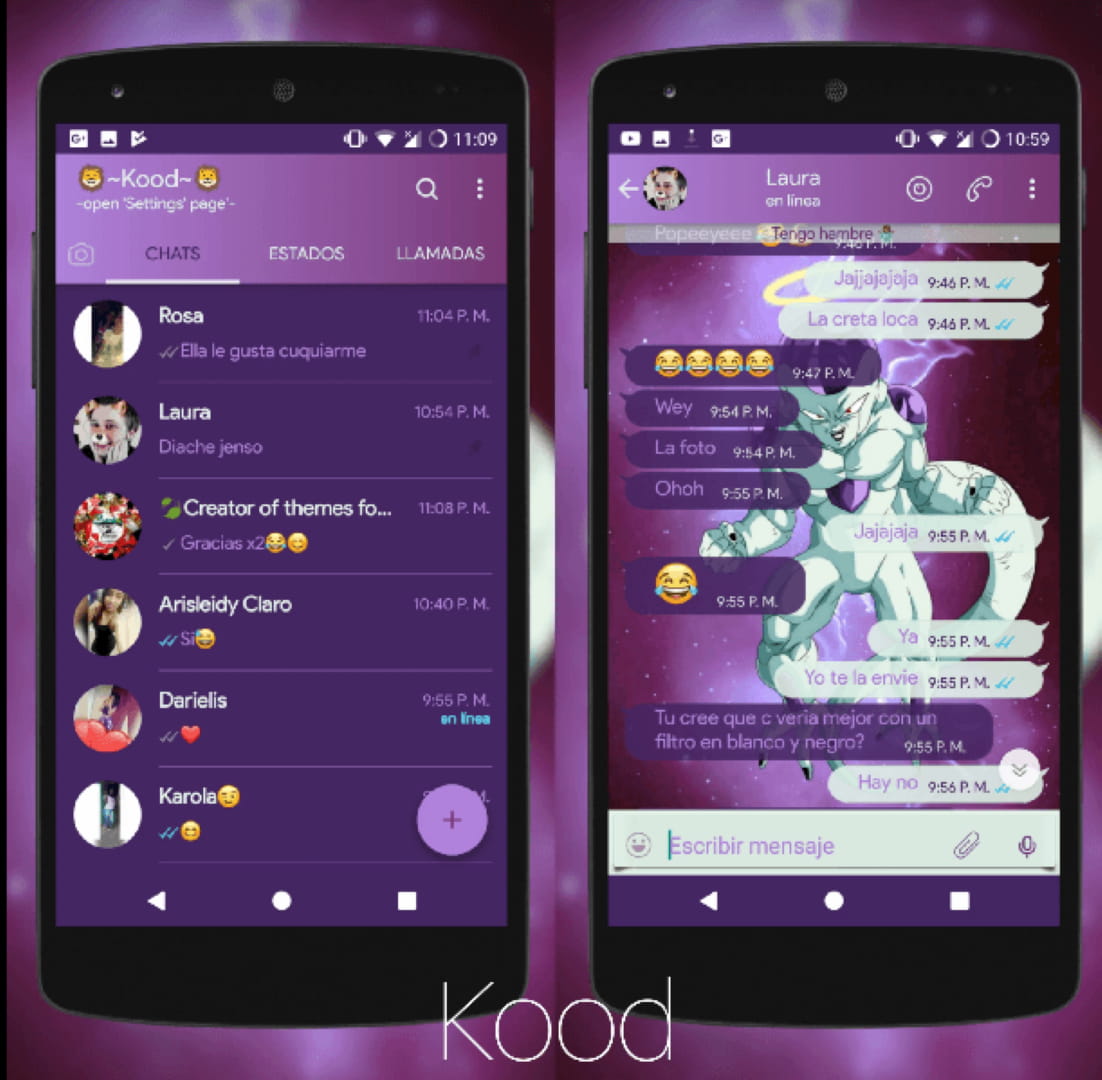 11:09
~Kood~
~open 'Settings' page'~
CHATS ESTADOS LLAMADAS
Rosa 11:04 P. M.
Ella le gusta cuquiarme
Laura 10:54 P. M.
Diache jenso
Creator of themes fo... 11:08 P. M.
Gracias x2
Arisleidy Claro 10:40 P. M.
Si
Darielis 9:55 P. M.
en línea
Karola
10:59
Laura
en línea
Popeeyeee
Tengo hambre
9:46 P. M.
Jajjajajaja 9:46 P. M.
La creta loca 9:46 P. M.
9:47 P. M.
Wey 9:54 P. M.
La foto 9:54 P. M.
Ohoh 9:55 P. M.
Jajajaja 9:55 P. M.
9:55 P. M.
Ya 9:55 P. M.
Yo te la envie 9:55 P. M.
Tu cree que c veria mejor con un
filtro en blanco y negro? 9:55 P. M.
Hay no 9:56 P. M.
Escribir mensaje
Kood